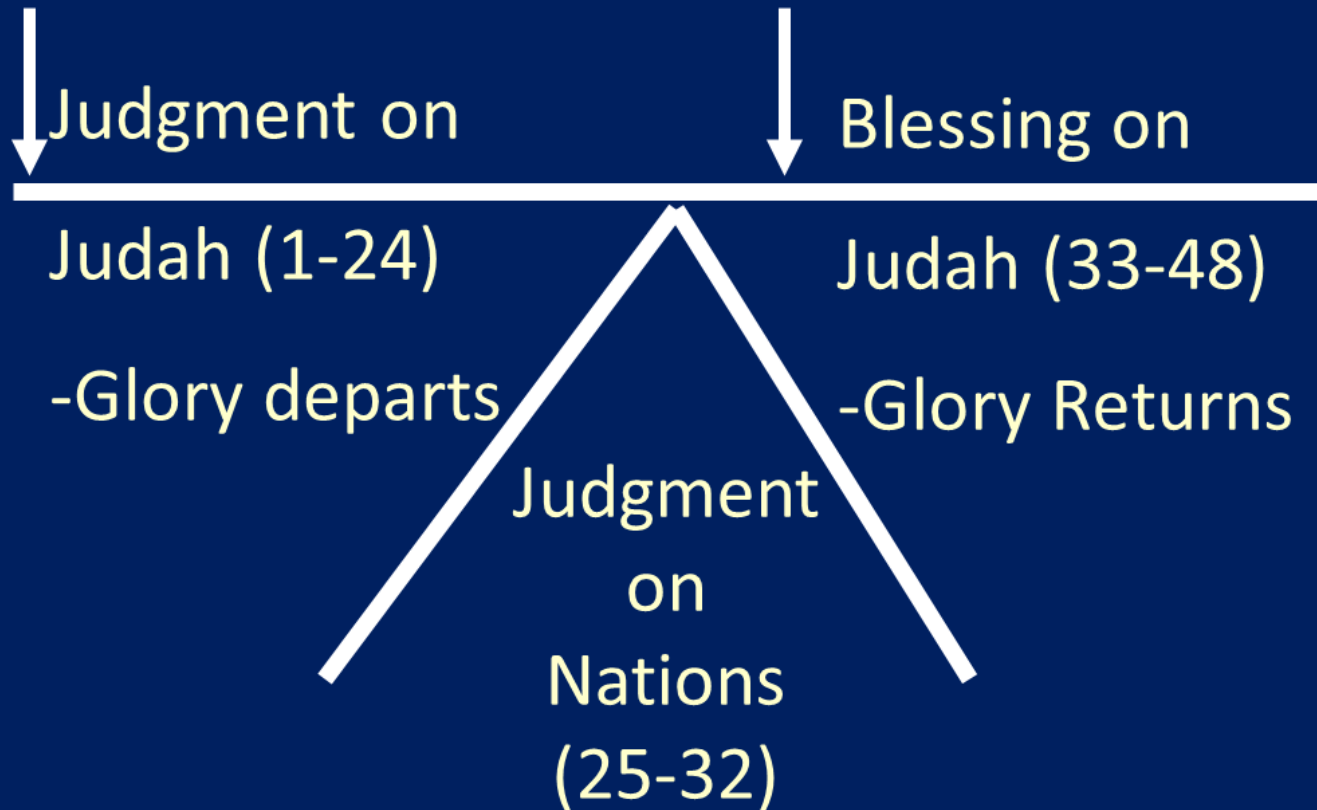 Judgment on
Judah (1-24)
-Glory departs
Judgment
on
Nations
(25-32)
Blessing on
Judah (33-48)
-Glory Returns